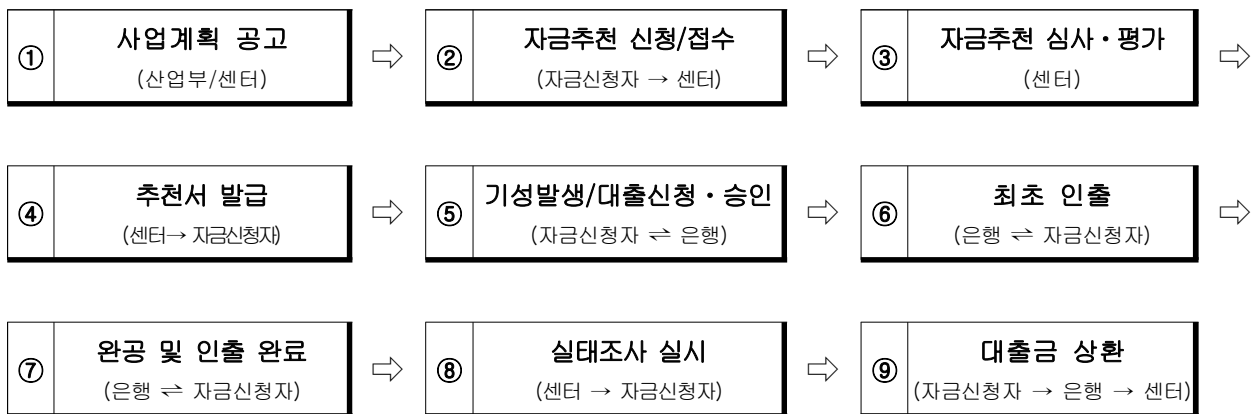 ① 사업계획 공고
(산업부/센터)
⇨
② 자금추천 신청/접수
(자금신청자 → 센터)
⇨
③ 자금추천 심사・평가
(센터)
⇨
④ 추천서 발급
(센터→ 자금신청자)
⇨
⑤ 기성발생/대출신청・승인
(자금신청자 ⇌ 은행)
⇨
⑥ 최초 인출
(은행 ⇌ 자금신청자)
⇨
⑦ 완공 및 인출 완료
(은행 ⇌ 자금신청자)
⇨
⑧ 실태조사 실시
(센터 → 자금신청자)
⇨
⑨ 대출금 상환
(자금신청자 → 은행 → 센터)